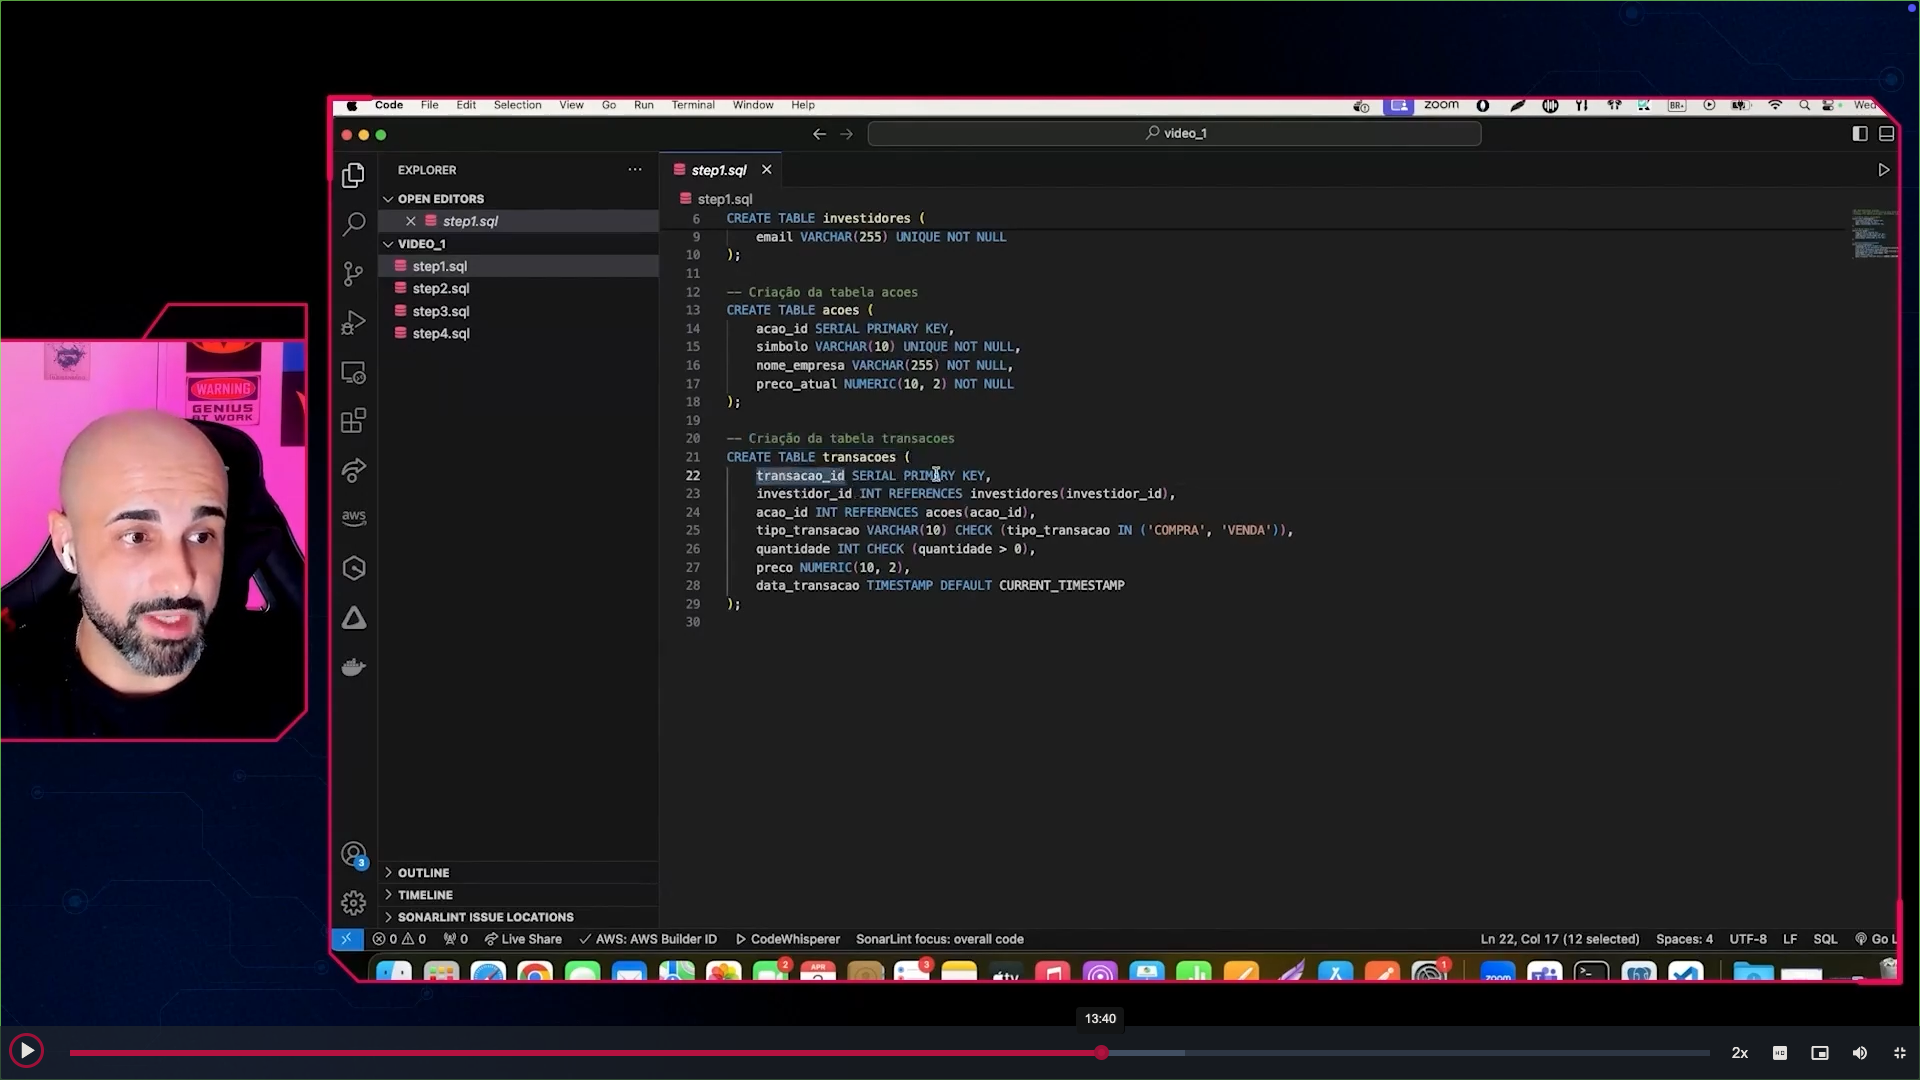 Code File Edit Selection View Go Run Terminal Window Help zoom BR Wed
video_1
EXPLORER
OPEN EDITORS
step1.sql
VIDEO_1
step1.sql
step2.sql
step3.sql
step4.sql
step1.sql
step1.sql
6 CREATE TABLE investidores (
9 email VARCHAR(255) UNIQUE NOT NULL
10 );
11
12 -- Criação da tabela acoes
13 CREATE TABLE acoes (
14 acao_id SERIAL PRIMARY KEY,
15 simbolo VARCHAR(10) UNIQUE NOT NULL,
16 nome_empresa VARCHAR(255) NOT NULL,
17 preco_atual NUMERIC(10, 2) NOT NULL
18 );
19
20 -- Criação da tabela transacoes
21 CREATE TABLE transacoes (
22 transacao_id SERIAL PRIMARY KEY,
23 investidor_id INT REFERENCES investidores(investidor_id),
24 acao_id INT REFERENCES acoes(acao_id),
25 tipo_transacao VARCHAR(10) CHECK (tipo_transacao IN ('COMPRA', 'VENDA')),
26 quantidade INT CHECK (quantidade > 0),
27 preco NUMERIC(10, 2),
28 data_transacao TIMESTAMP DEFAULT CURRENT_TIMESTAMP
29 );
30
aws
WARNING
GENIUS
AT WORK
3
OUTLINE
TIMELINE
SONARLINT ISSUE LOCATIONS
0 0 0 Live Share AWS: AWS Builder ID CodeWhisperer SonarLint focus: overall code Ln 22, Col 17 (12 selected) Spaces: 4 UTF-8 LF SQL Go L
2 APR 3 tv 1 zoom
13:40
2x HD